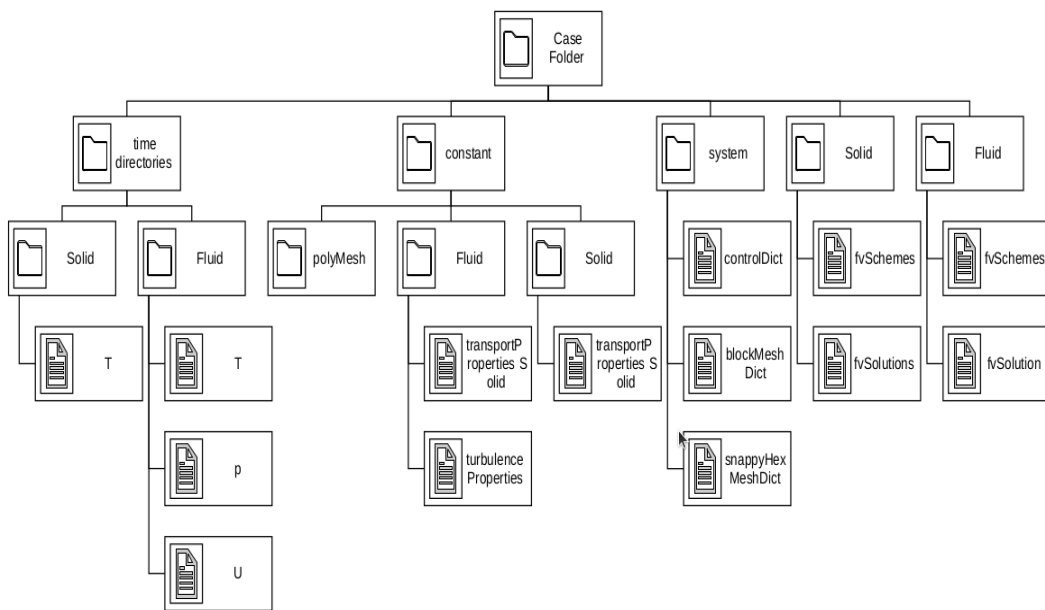 Case
Folder
time
directories
constant
system
Solid
Fluid
Solid
Fluid
polyMesh
Fluid
Solid
controlDict
fvSchemes
fvSchemes
T
T
transportP
roperties S
olid
transportP
roperties S
olid
blockMesh
Dict
fvSolutions
fvSolution
p
turbulence
Properties
snappyHex
MeshDict
U